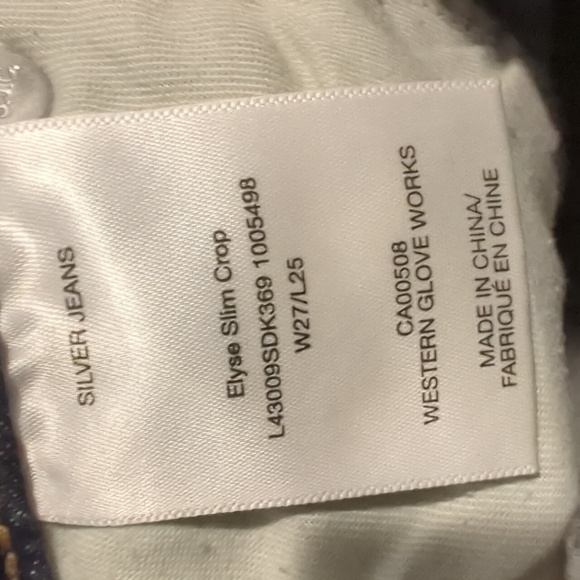 SILVER JEANS
Elyse Slim Crop
L43009SDK369 1005498
W27/L25
CA00508
WESTERN GLOVE WORKS
MADE IN CHINA/
FABRIQUÉ EN CHINE